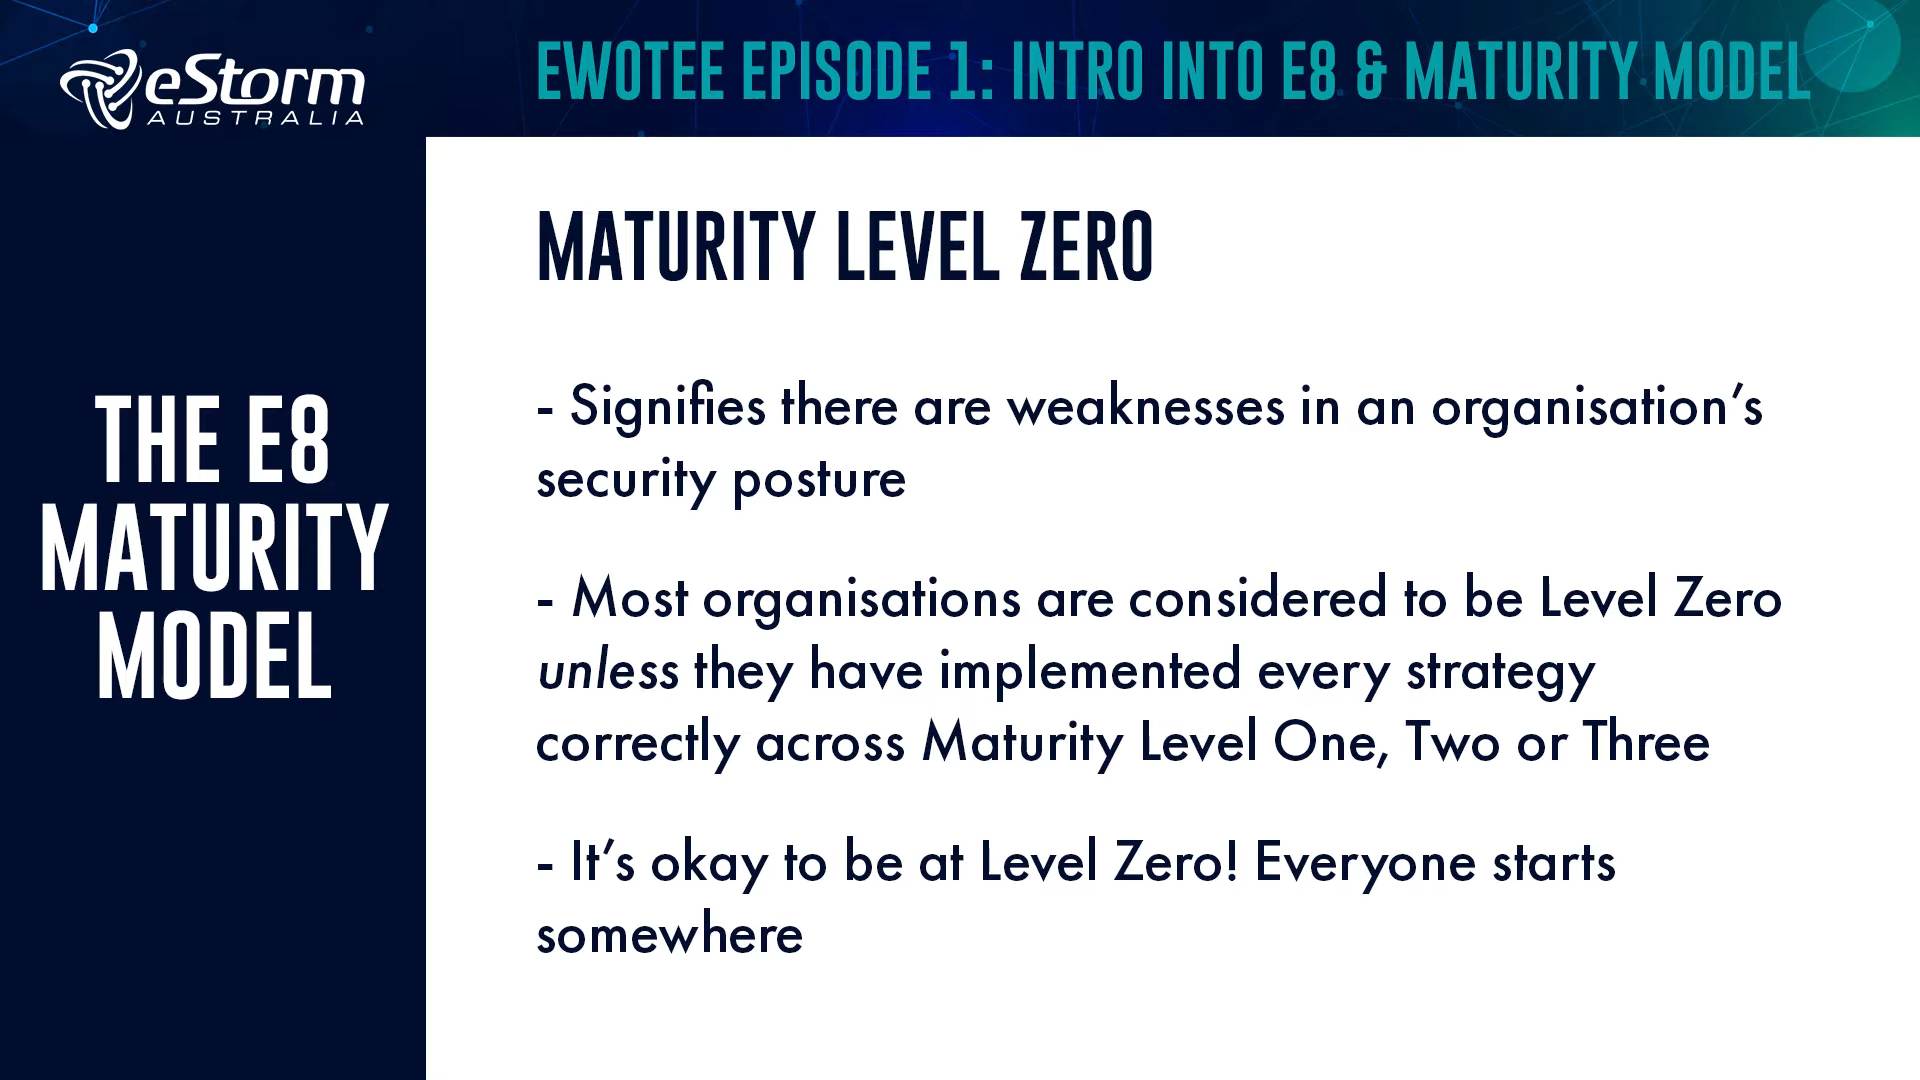 eStorm
AUSTRALIA
EWOTEE EPISODE 1: INTRO INTO E8 & MATURITY MODEL
THE E8
MATURITY
MODEL
MATURITY LEVEL ZERO
- Signifies there are weaknesses in an organisation’s
security posture
- Most organisations are considered to be Level Zero
unless they have implemented every strategy
correctly across Maturity Level One, Two or Three
- It’s okay to be at Level Zero! Everyone starts
somewhere